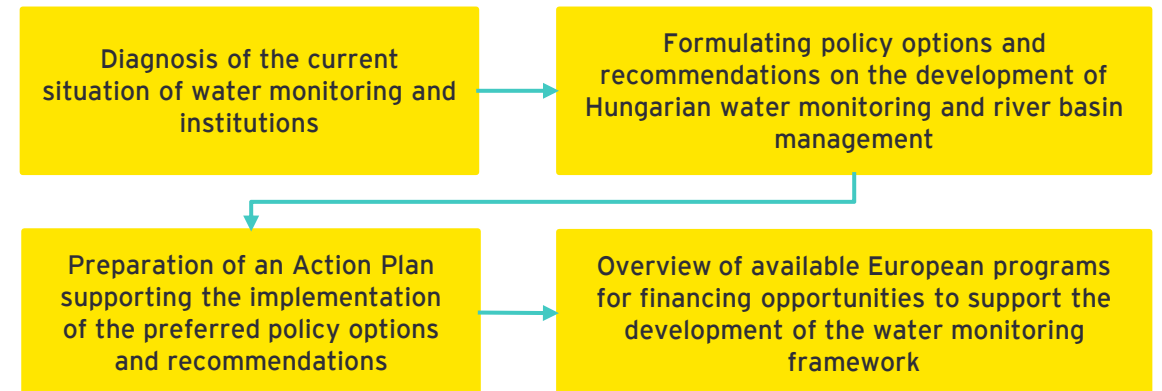 Diagnosis of the current
situation of water monitoring and
institutions
Formulating policy options and
recommendations on the development of
Hungarian water monitoring and river basin
management
Preparation of an Action Plan
supporting the implementation
of the preferred policy options
and recommendations
Overview of available European programs
for financing opportunities to support the
development of the water monitoring
framework